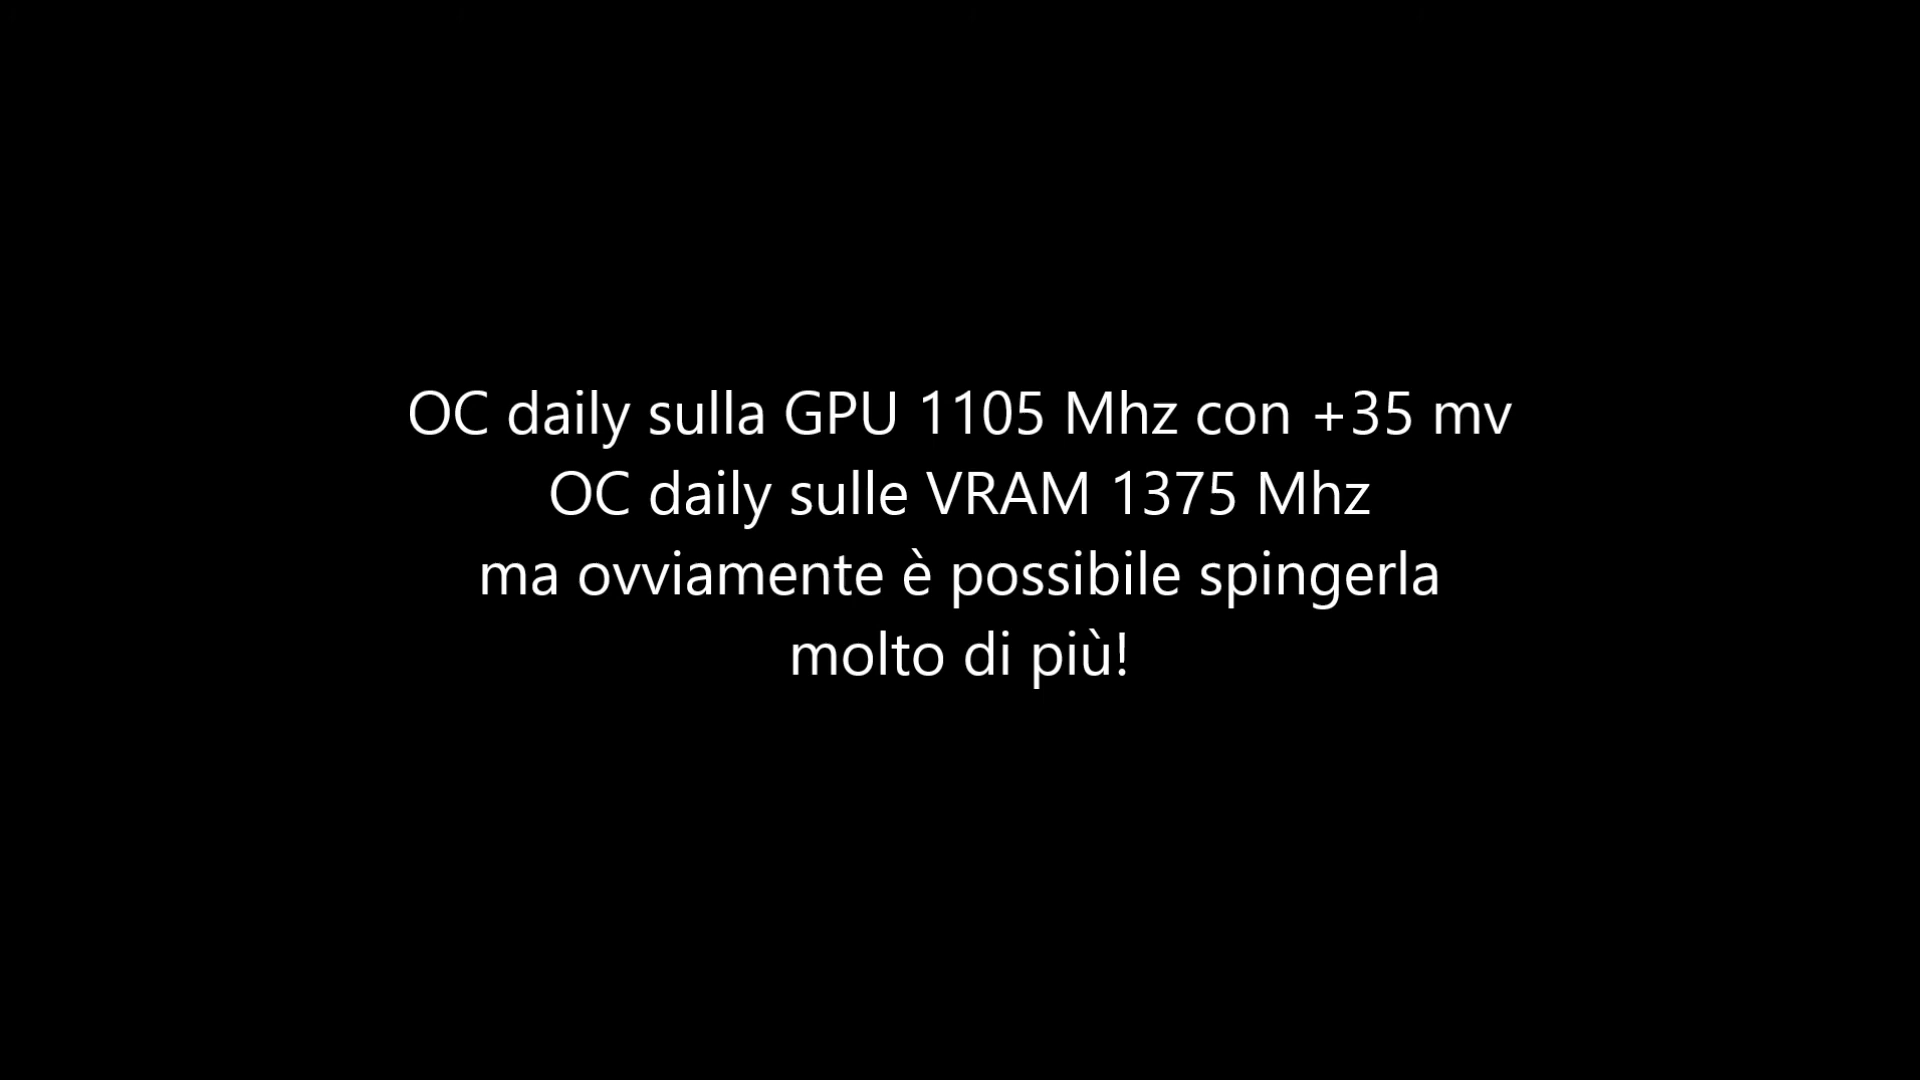 OC daily sulla GPU 1105 Mhz con +35 mv
OC daily sulle VRAM 1375 Mhz
ma ovviamente è possibile spingerla
molto di più!